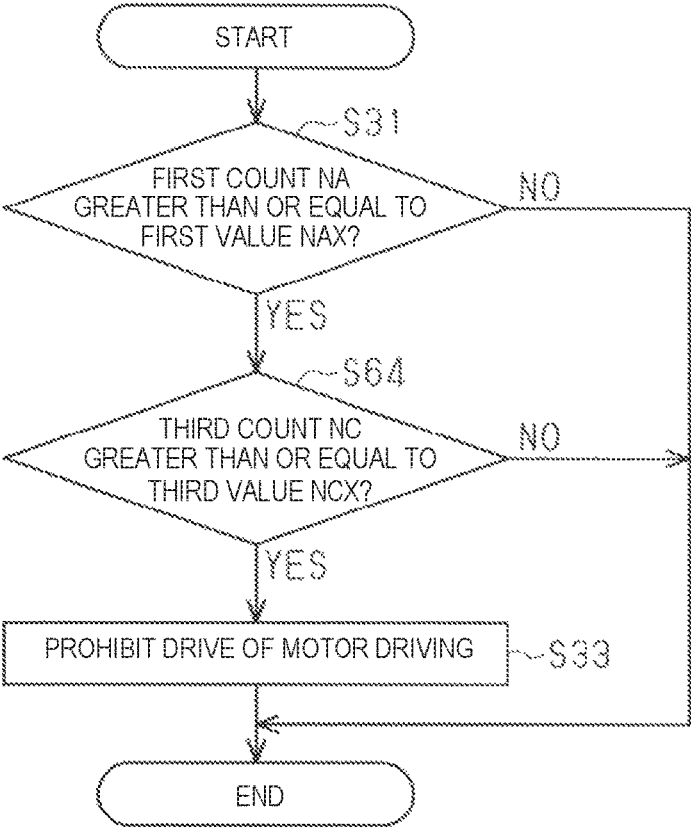 START
S31
FIRST COUNT NA
GREATER THAN OR EQUAL TO
FIRST VALUE NAX?
NO
YES
S64
THIRD COUNT NC
GREATER THAN OR EQUAL TO
THIRD VALUE NCX?
NO
YES
PROHIBIT DRIVE OF MOTOR DRIVING
S33
END